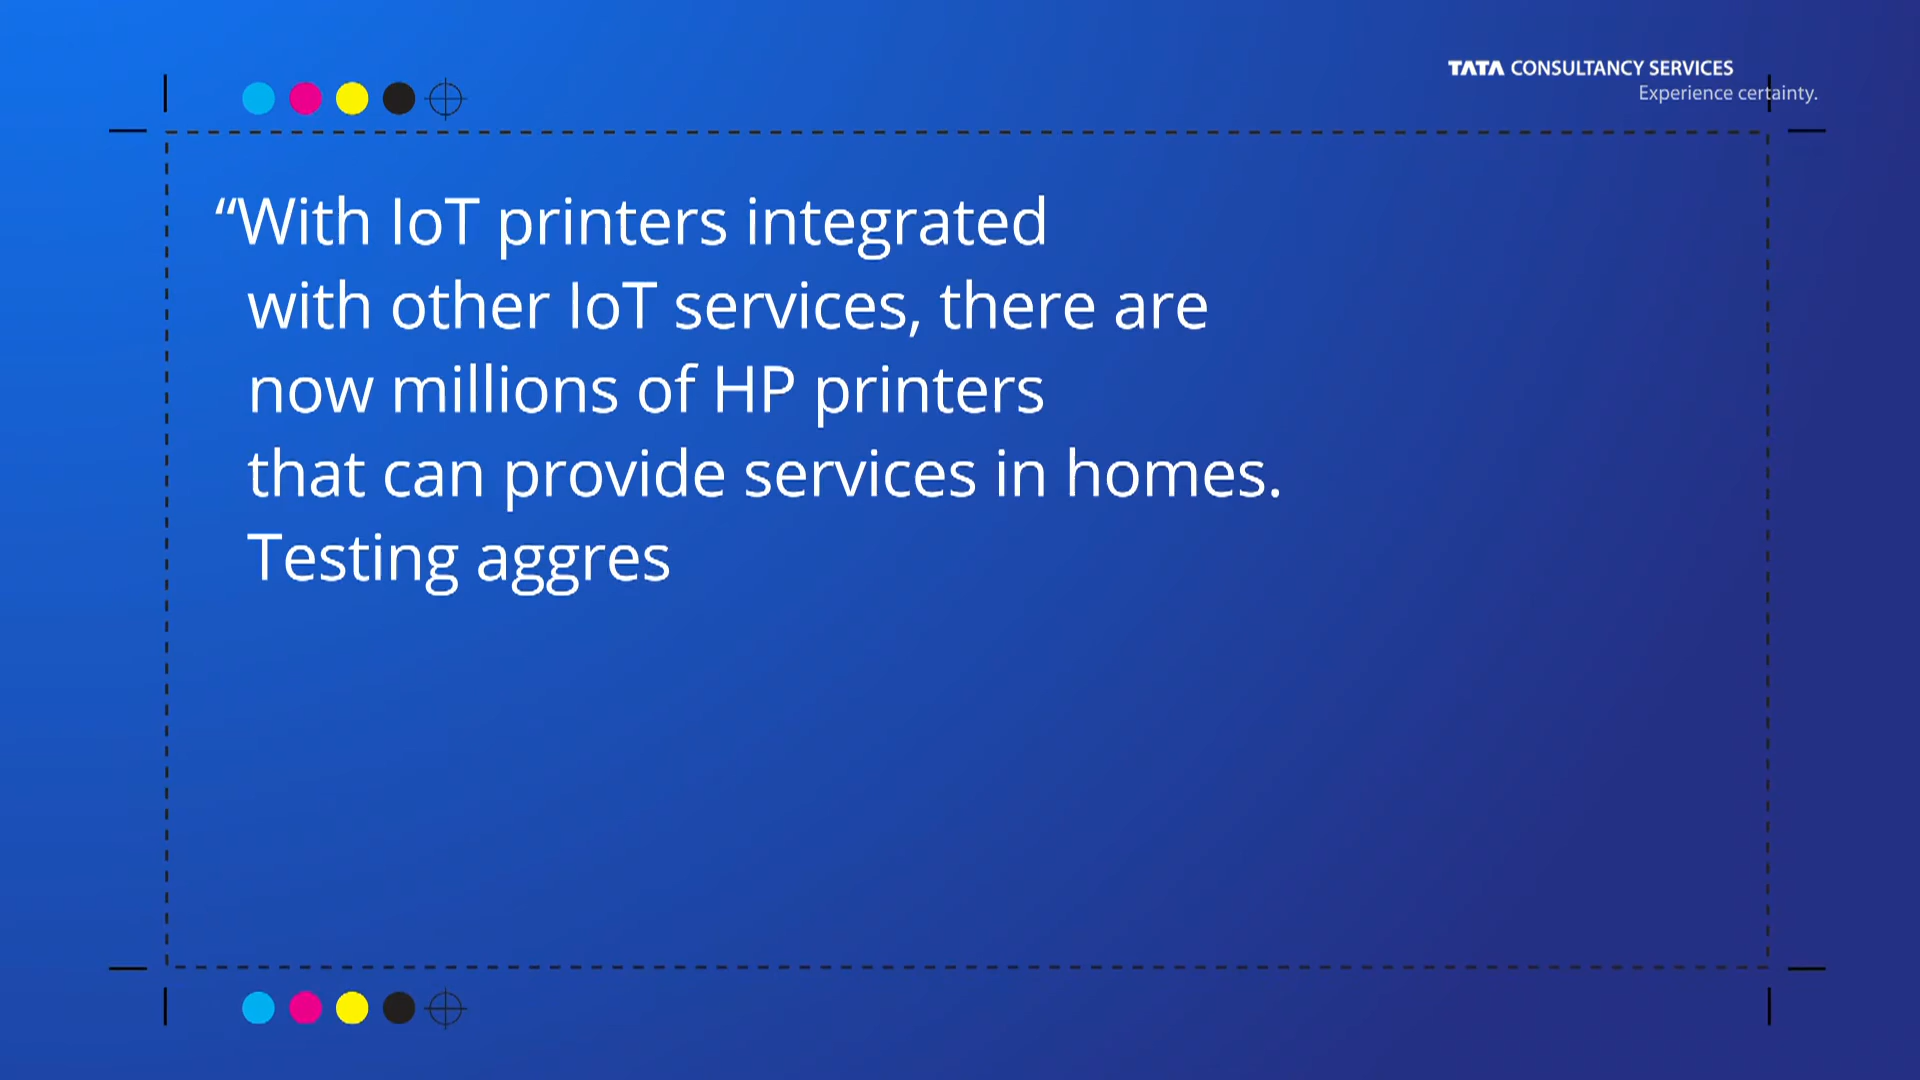 TATA CONSULTANCY SERVICES
Experience certainty.
“With IoT printers integrated
with other IoT services, there are
now millions of HP printers
that can provide services in homes.
Testing aggres